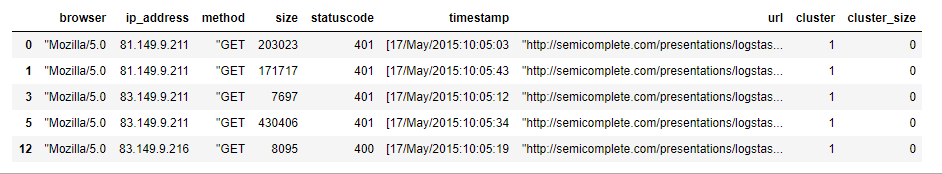 browser ip_address method size statuscode timestamp url cluster cluster_size
0 "Mozilla/5.0 81.149.9.211 "GET 203023 401 [17/May/2015:10:05:03 "http://semicomplete.com/presentations/logstas... 1 0
1 "Mozilla/5.0 81.149.9.211 "GET 171717 401 [17/May/2015:10:05:43 "http://semicomplete.com/presentations/logstas... 1 0
3 "Mozilla/5.0 83.149.9.211 "GET 7697 401 [17/May/2015:10:05:12 "http://semicomplete.com/presentations/logstas... 1 0
5 "Mozilla/5.0 83.149.9.211 "GET 430406 401 [17/May/2015:10:05:34 "http://semicomplete.com/presentations/logstas... 1 0
12 "Mozilla/5.0 83.149.9.216 "GET 8095 400 [17/May/2015:10:05:19 "http://semicomplete.com/presentations/logstas... 1 0